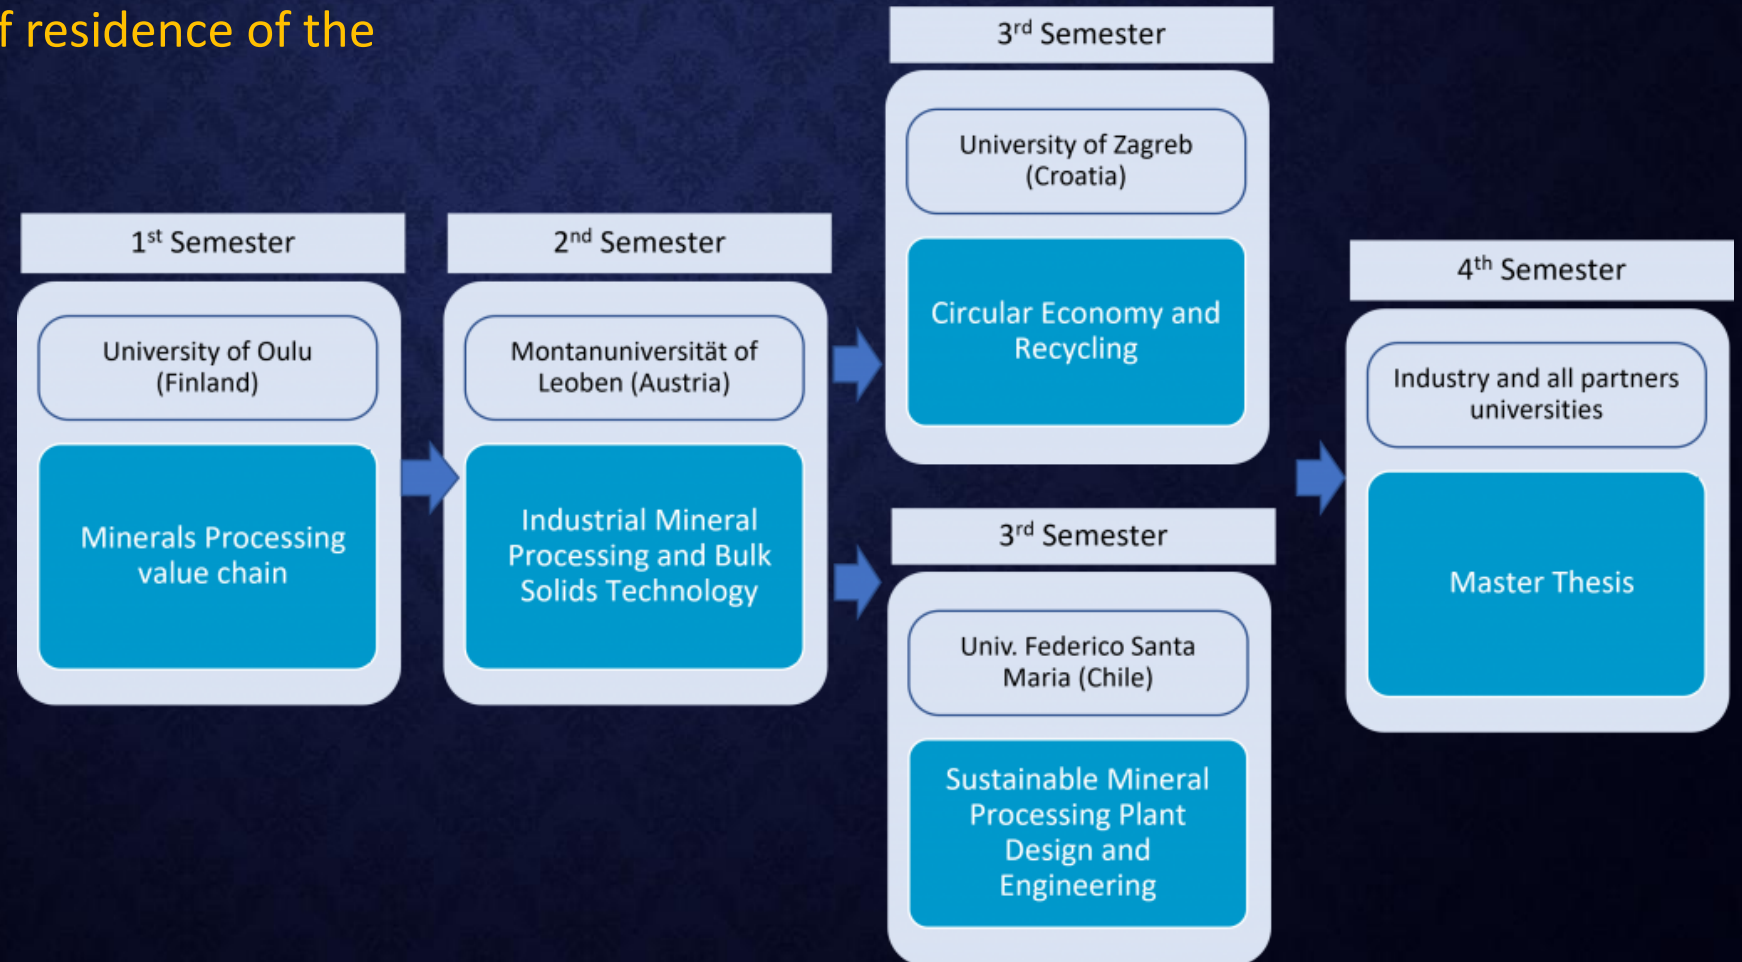 f residence of the
1st Semester
University of Oulu
(Finland)
Minerals Processing
value chain
2nd Semester
Montanuniversität of
Leoben (Austria)
Industrial Mineral
Processing and Bulk
Solids Technology
3rd Semester
University of Zagreb
(Croatia)
Circular Economy and
Recycling
3rd Semester
Univ. Federico Santa
Maria (Chile)
Sustainable Mineral
Processing Plant
Design and
Engineering
4th Semester
Industry and all partners
universities
Master Thesis